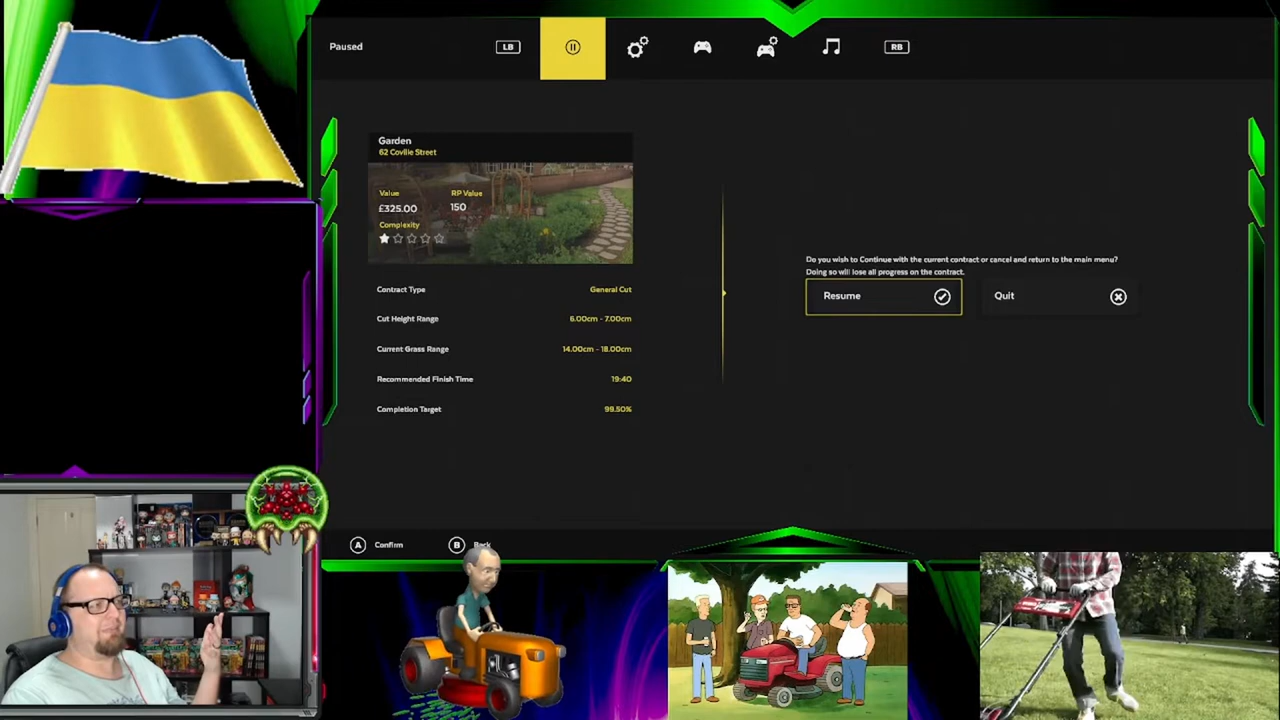 Paused
LB
RB
Garden
62 Coville Street
Value
RP Value
£325.00
150
Complexity
Contract Type
General Cut
Cut Height Range
6.00cm - 7.00cm
Current Grass Range
14.00cm - 18.00cm
Recommended Finish Time
19:40
Completion Target
99.50%
Do you wish to Continue with the current contract or cancel and return to the main menu?
Doing so will lose all progress on the contract.
Resume
Quit
A
Confirm
B
Back